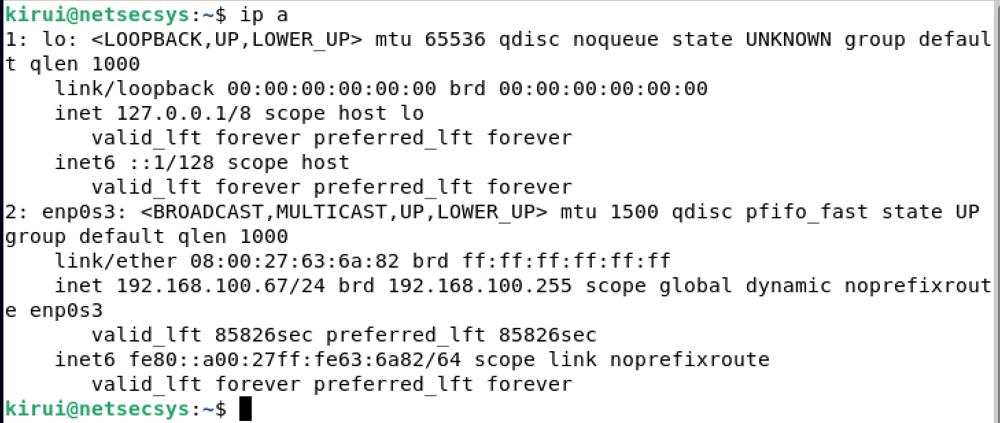 kirui@netsecsys:~$ ip a
1: lo: <LOOPBACK,UP,LOWER_UP> mtu 65536 qdisc noqueue state UNKNOWN group defaul
t qlen 1000
    link/loopback 00:00:00:00:00:00 brd 00:00:00:00:00:00
    inet 127.0.0.1/8 scope host lo
       valid_lft forever preferred_lft forever
    inet6 ::1/128 scope host
       valid_lft forever preferred_lft forever
2: enp0s3: <BROADCAST,MULTICAST,UP,LOWER_UP> mtu 1500 qdisc pfifo_fast state UP
group default qlen 1000
    link/ether 08:00:27:63:6a:82 brd ff:ff:ff:ff:ff:ff
    inet 192.168.100.67/24 brd 192.168.100.255 scope global dynamic noprefixrout
e enp0s3
       valid_lft 85826sec preferred_lft 85826sec
    inet6 fe80::a00:27ff:fe63:6a82/64 scope link noprefixroute
       valid_lft forever preferred_lft forever
kirui@netsecsys:~$